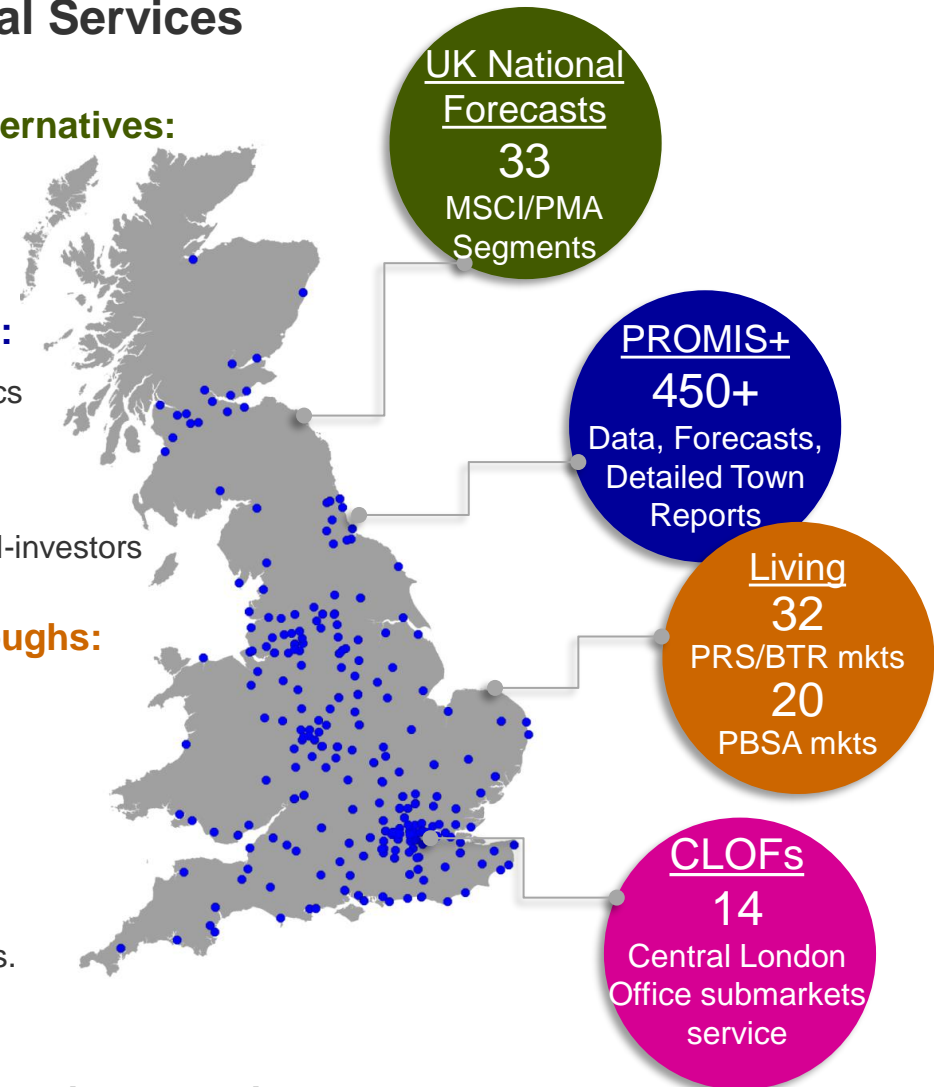 al Services
ernatives:
:
cs
l-investors
ughs:
s.
UK National
Forecasts
33
MSCI/PMA
Segments
PROMIS+
450+
Data, Forecasts,
Detailed Town
Reports
Living
32
PRS/BTR mkts
20
PBSA mkts
CLOFs
14
Central London
Office submarkets
service